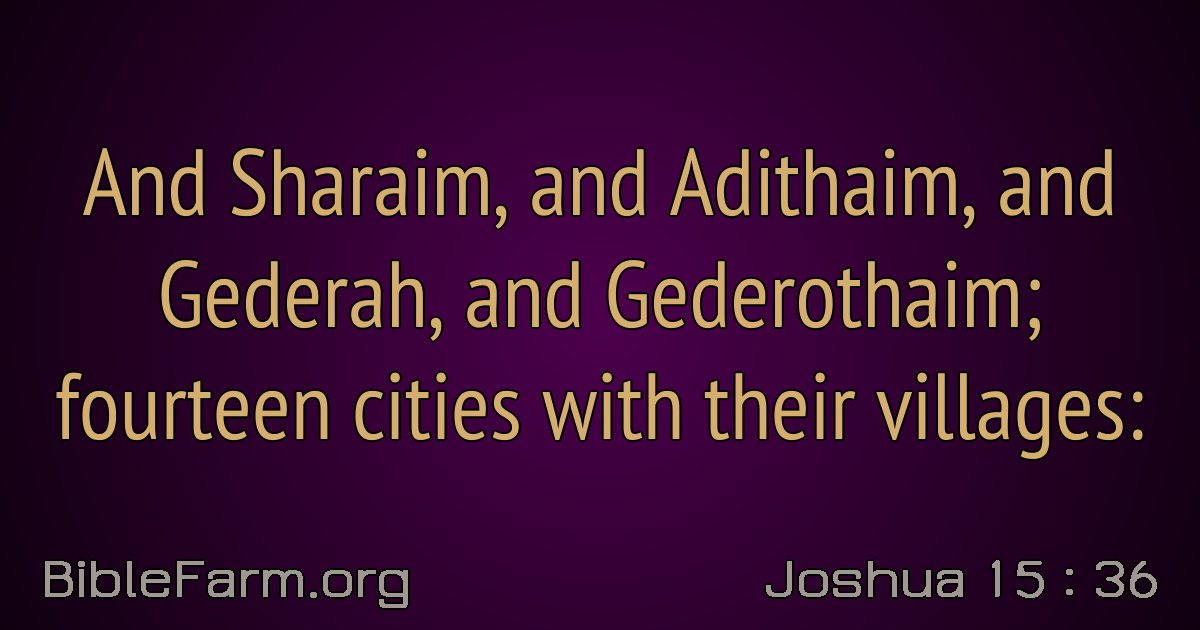 And Sharaim, and Adithaim, and
Gederah, and Gederothaim;
fourteen cities with their villages:
BibleFarm.org
Joshua 15 : 36